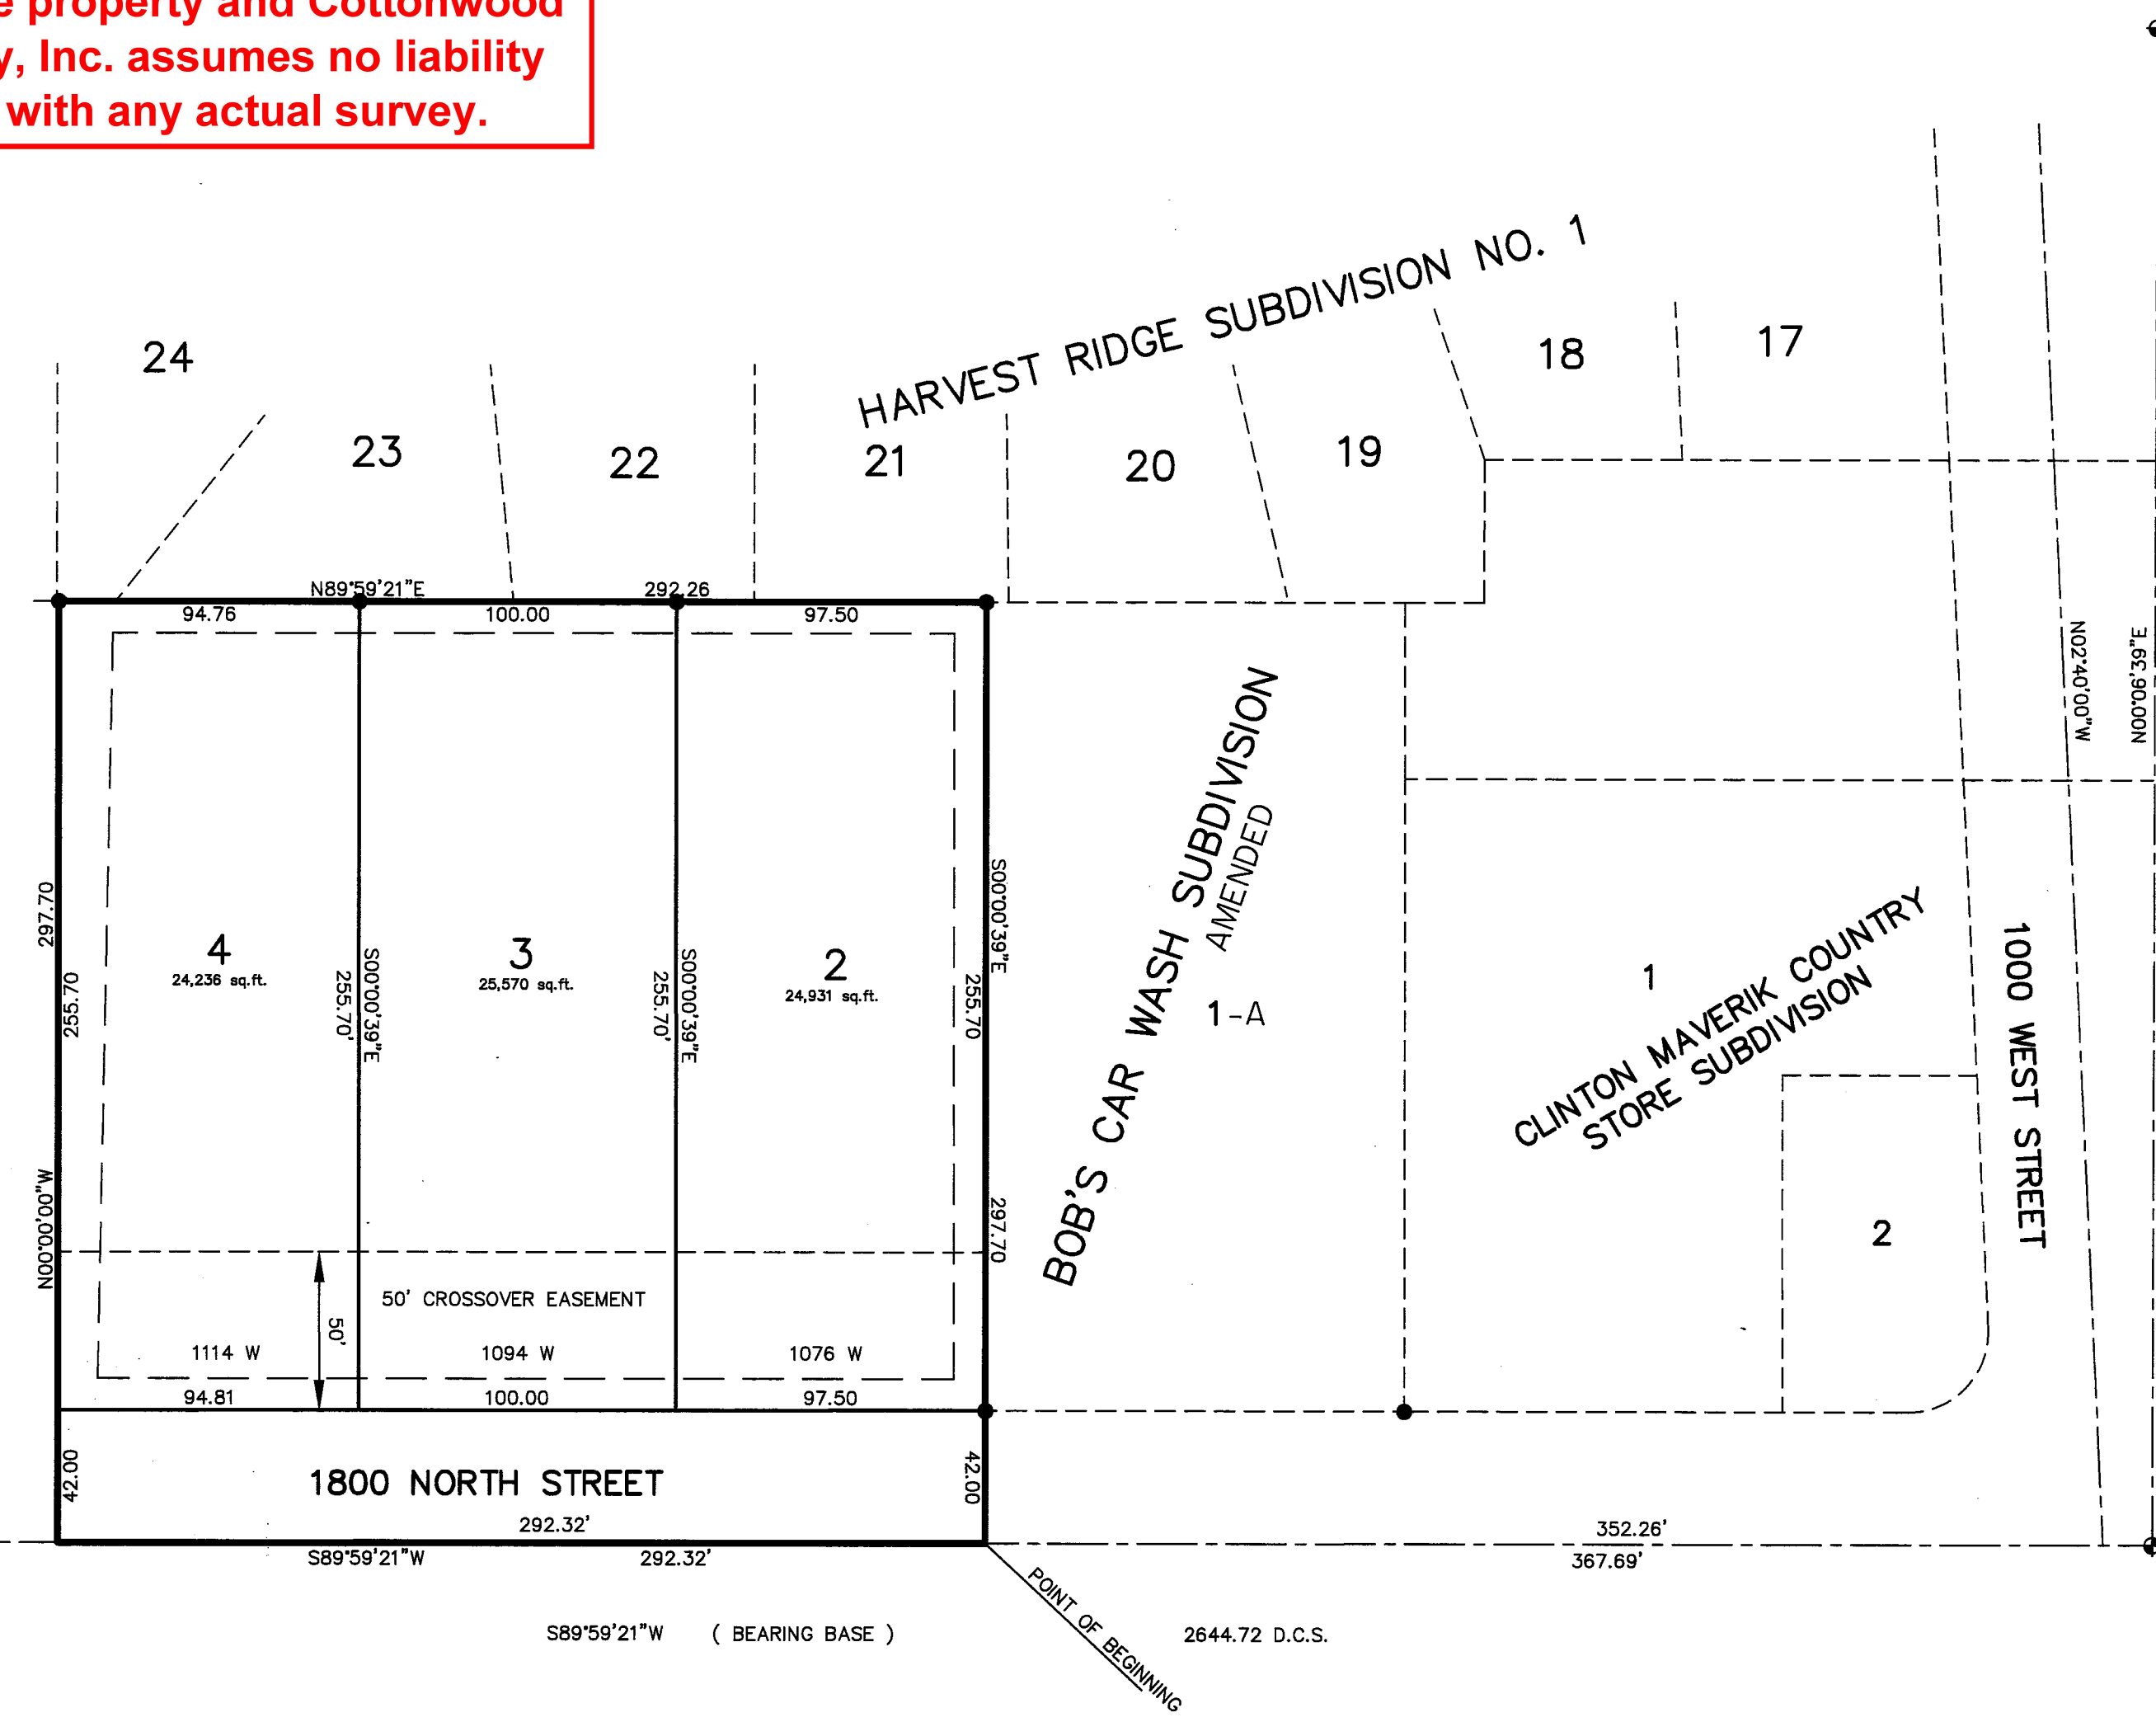 e property and Cottonwood
y, Inc. assumes no liability
with any actual survey.
HARVEST RIDGE SUBDIVISION NO. 1
24
23
22
21
20
19
18
17
N89°59'21"E
292.26
94.76
100.00
97.50
297.70
255.70
N00°00'00"W
4
24,236 sq.ft.
S00°00'39"E
255.70'
3
25,570 sq.ft.
S00°00'39"E
255.70'
2
24,931 sq.ft.
S00°00'39"E
255.70
297.70
50' CROSSOVER EASEMENT
50'
1114 W
1094 W
1076 W
94.81
100.00
97.50
42.00
42.00
1800 NORTH STREET
292.32'
S89°59'21"W
292.32'
BOB'S CAR WASH SUBDIVISION
AMENDED
1-A
1
CLINTON MAVERIK COUNTRY
STORE SUBDIVISION
2
1000 WEST STREET
N02°40'00"W
N00°06'39"E
352.26'
367.69'
POINT OF BEGINNING
S89°59'21"W ( BEARING BASE ) 2644.72 D.C.S.